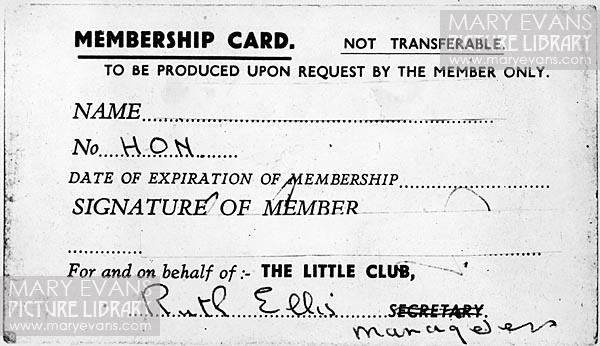 MARY EVANS
PICTURE LIBRARY
www.maryevans.com
MEMBERSHIP CARD. NOT TRANSFERABLE.
TO BE PRODUCED UPON REQUEST BY THE MEMBER ONLY.
NAME
No HON
DATE OF EXPIRATION OF MEMBERSHIP
SIGNATURE OF MEMBER
For and on behalf of :- THE LITTLE CLUB,
MARY EVANS
PICTURE LIBRARY
www.maryevans.com
Ruth Ellis SECRETARY.
manageress